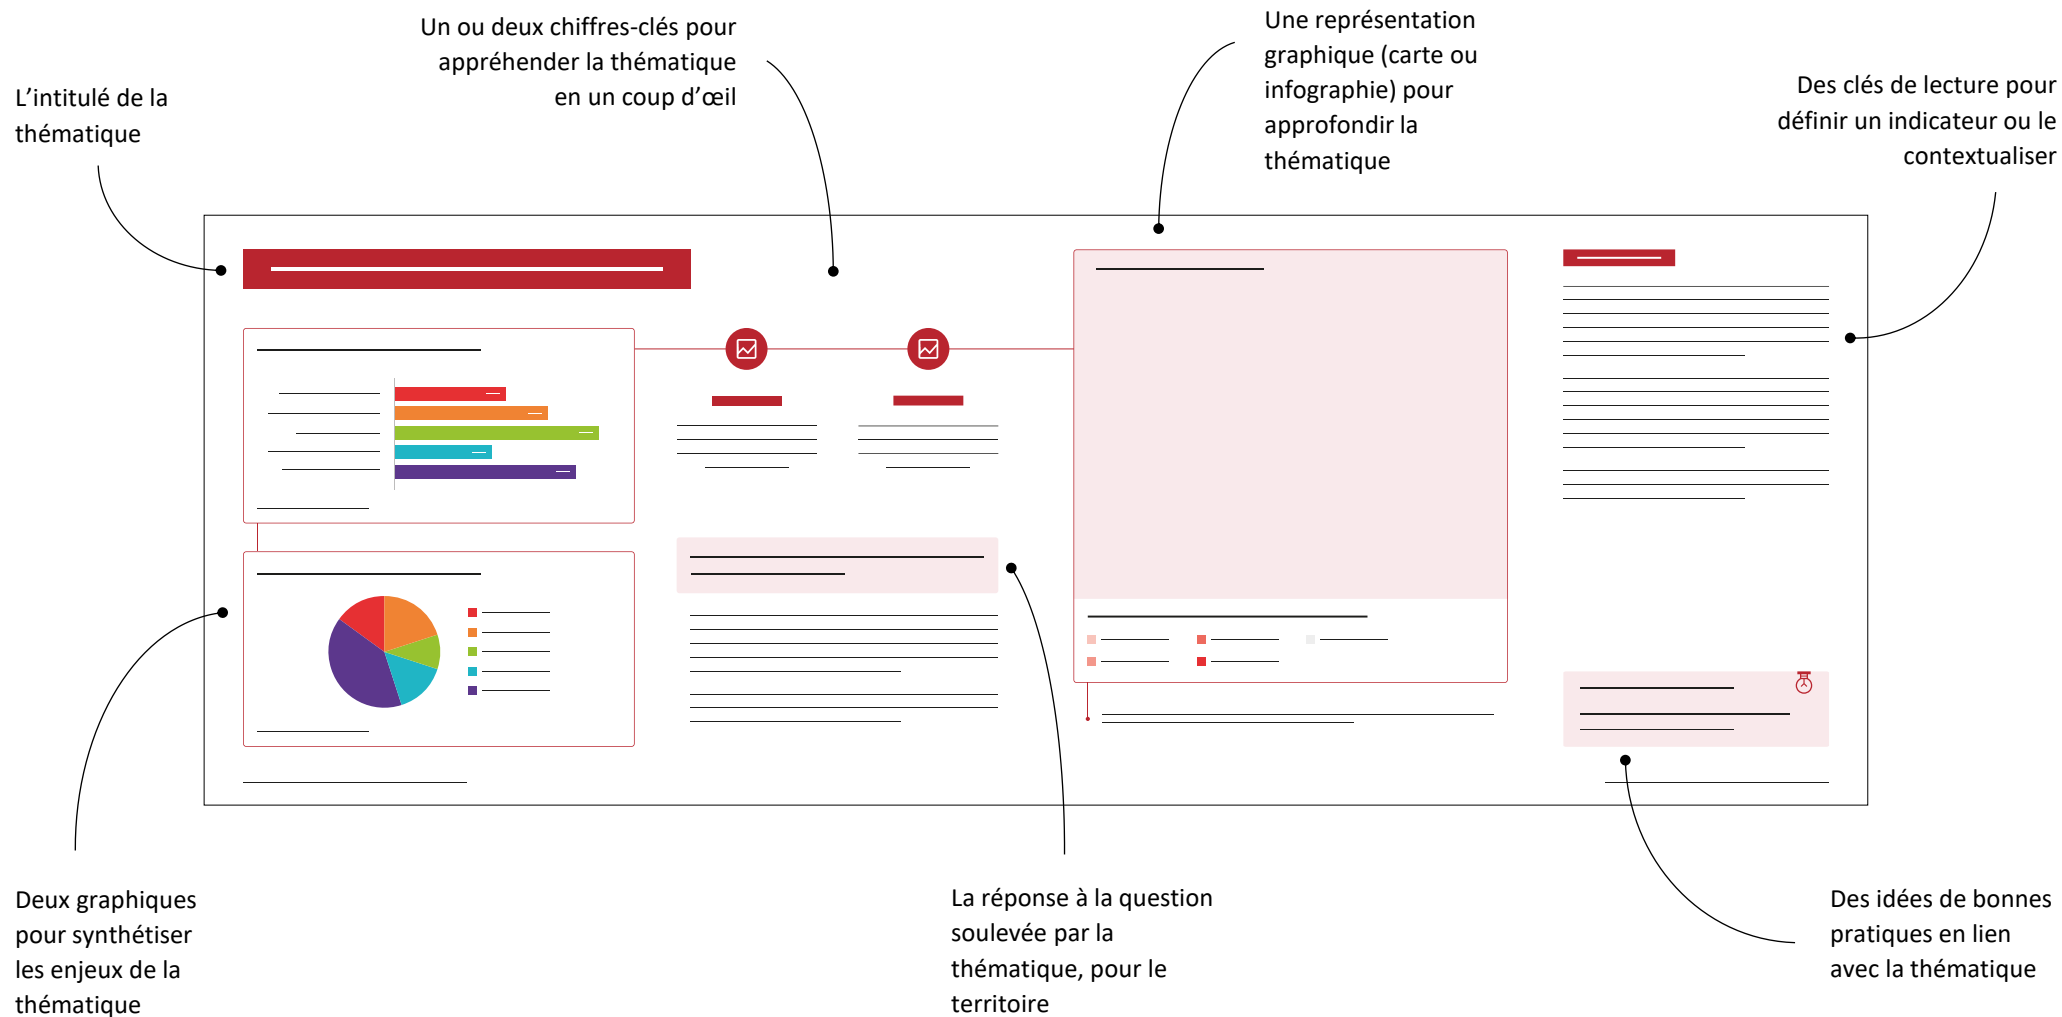 L’intitulé de la
thématique
Un ou deux chiffres-clés pour
appréhender la thématique
en un coup d’œil
Une représentation
graphique (carte ou
infographie) pour
approfondir la
thématique
Des clés de lecture pour
définir un indicateur ou le
contextualiser
Deux graphiques
pour synthétiser
les enjeux de la
thématique
La réponse à la question
soulevée par la
thématique, pour le
territoire
Des idées de bonnes
pratiques en lien
avec la thématique